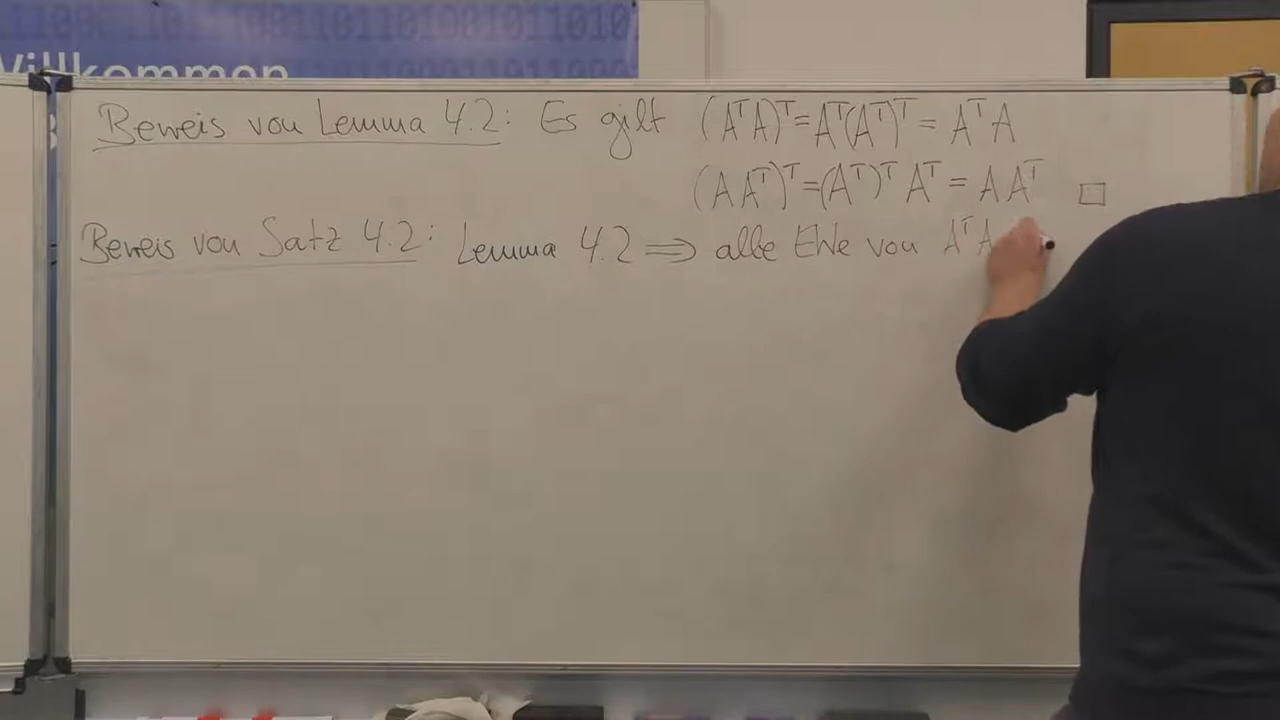 11000110110011011010010110101
Willkommen
Beweis von Lemma 4.2: Es gilt (AᵀA)ᵀ=Aᵀ(Aᵀ)ᵀ = AᵀA
(AAᵀ)ᵀ=(Aᵀ)ᵀAᵀ = AAᵀ □
Beweis von Satz 4.2: Lemma 4.2 ⟹ alle EWe von AᵀA